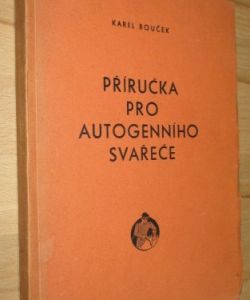 KAREL BOUČEK
PŘÍRUČKA
PRO
AUTOGENNÍHO
SVAŘEČE